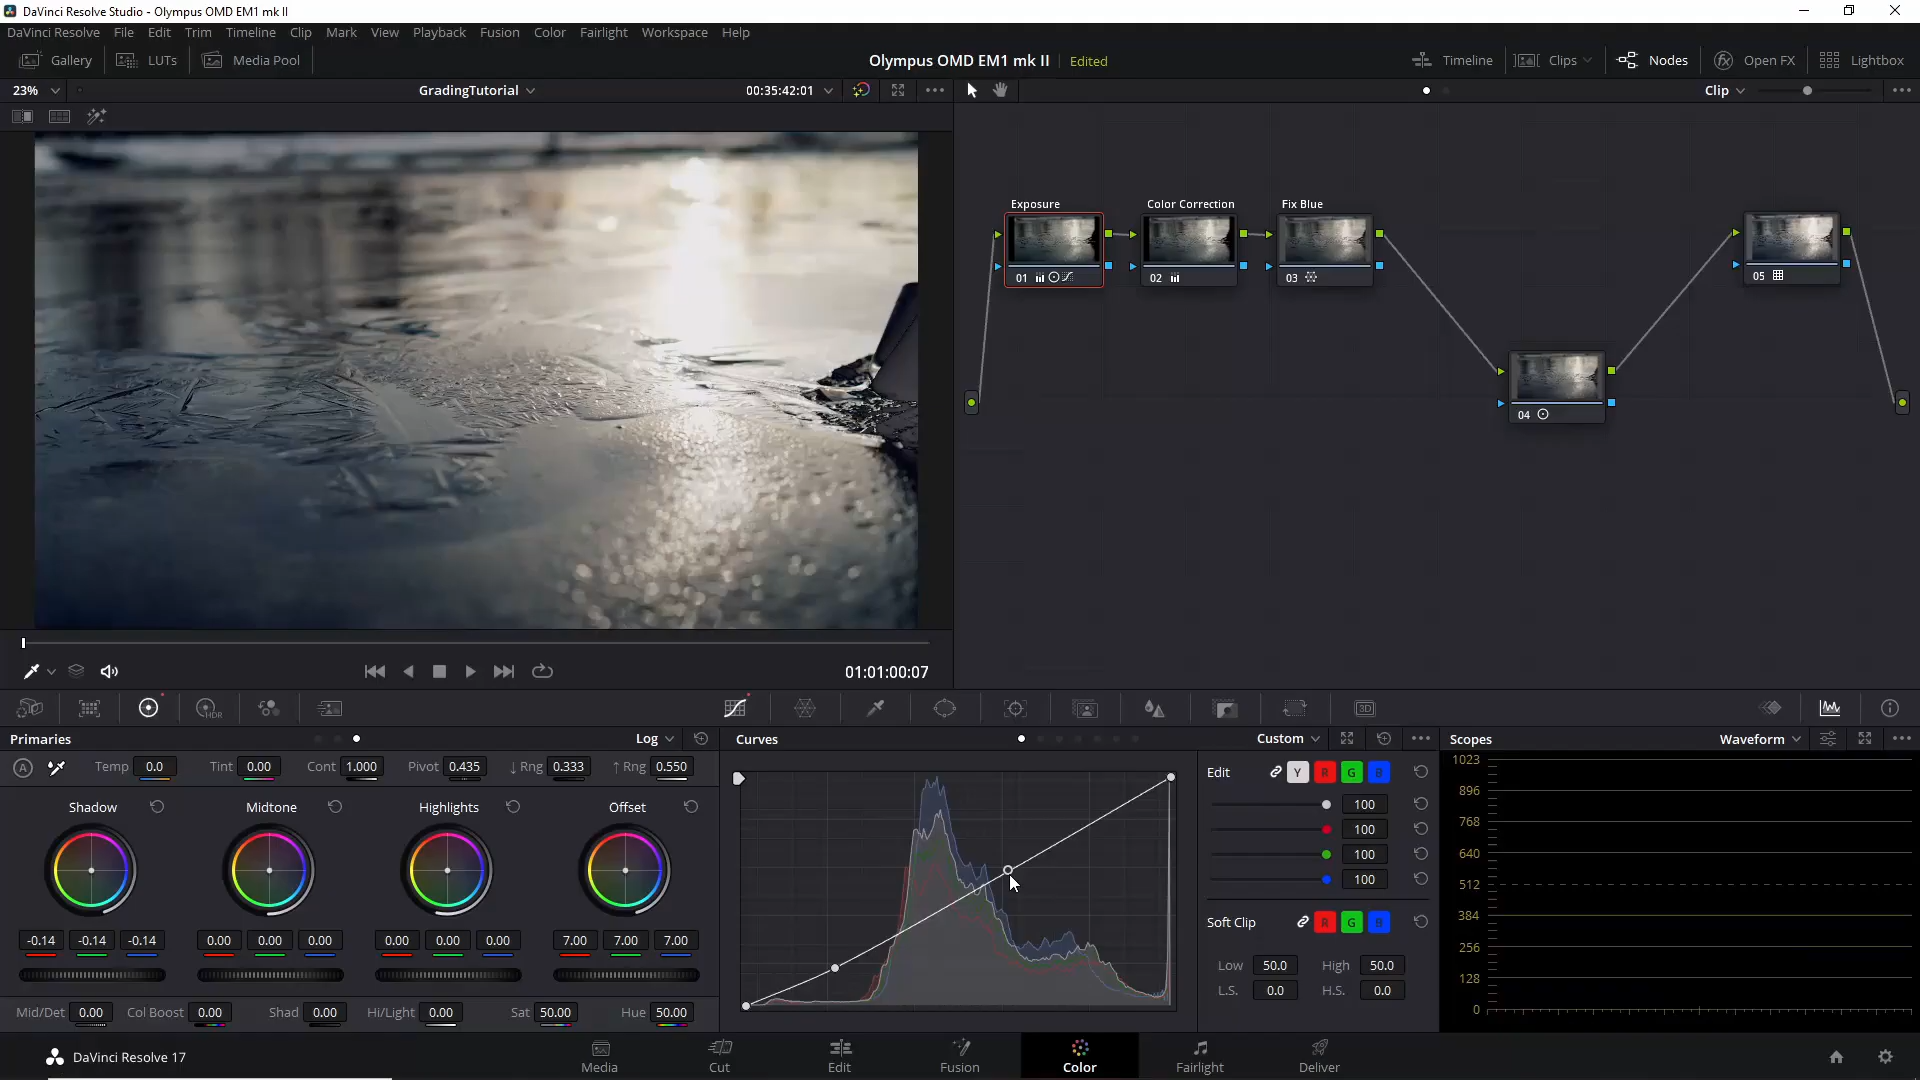 DaVinci Resolve Studio - Olympus OMD EM1 mk II
DaVinci Resolve File Edit Trim Timeline Clip Mark View Playback Fusion Color Fairlight Workspace Help
Gallery LUTs Media Pool Olympus OMD EM1 mk II Edited Timeline Clips Nodes Open FX Lightbox
23% GradingTutorial 00:35:42:01 Clip
Exposure Color Correction Fix Blue
01 02 03 05
04
01:01:00:07
HDR 3D
Primaries Log Curves Custom Scopes Waveform
A Temp 0.0 Tint 0.00 Cont 1.000 Pivot 0.435 ↓ Rng 0.333 ↑ Rng 0.550
Shadow Midtone Highlights Offset
-0.14 -0.14 -0.14 0.00 0.00 0.00 0.00 0.00 0.00 7.00 7.00 7.00
Mid/Det 0.00 Col Boost 0.00 Shad 0.00 Hi/Light 0.00 Sat 50.00 Hue 50.00
Edit Y R G B
100
100
100
100
Soft Clip R G B
Low 50.0 High 50.0
L.S. 0.0 H.S. 0.0
1023
896
768
640
512
384
256
128
0
DaVinci Resolve 17 Media Cut Edit Fusion Color Fairlight Deliver